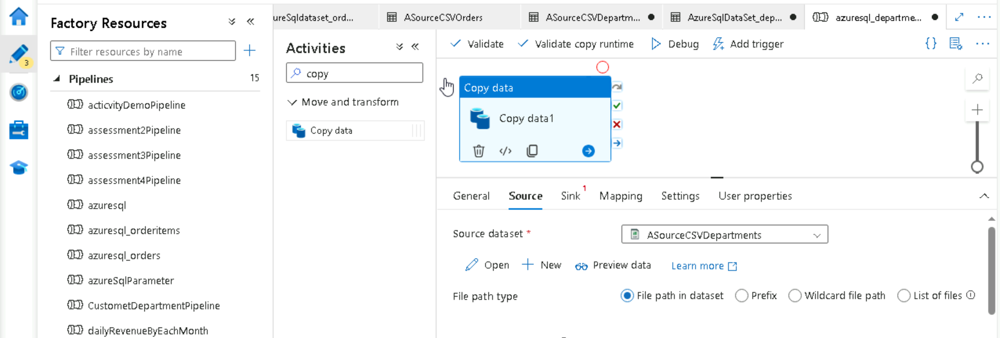 Factory Resources
Filter resources by name
3
Pipelines 15
acticvityDemoPipeline
assessment2Pipeline
assessment3Pipeline
assessment4Pipeline
azuresql
azuresql_orderitems
azuresql_orders
azureSqlParameter
CustometDepartmentPipeline
dailyRevenueByEachMonth
ureSqldataset_ord...
ASourceCSVOrders
ASourceCSVDepartm...
AzureSqlDataSet_dep...
azuresql_departme...
Activities
copy
Move and transform
Copy data
Validate
Validate copy runtime
Debug
Add trigger
{}
Copy data
Copy data1
</>
General
Source
Sink 1
Mapping
Settings
User properties
Source dataset *
ASourceCSVDepartments
Open
New
Preview data
Learn more
File path type
File path in dataset
Prefix
Wildcard file path
List of files